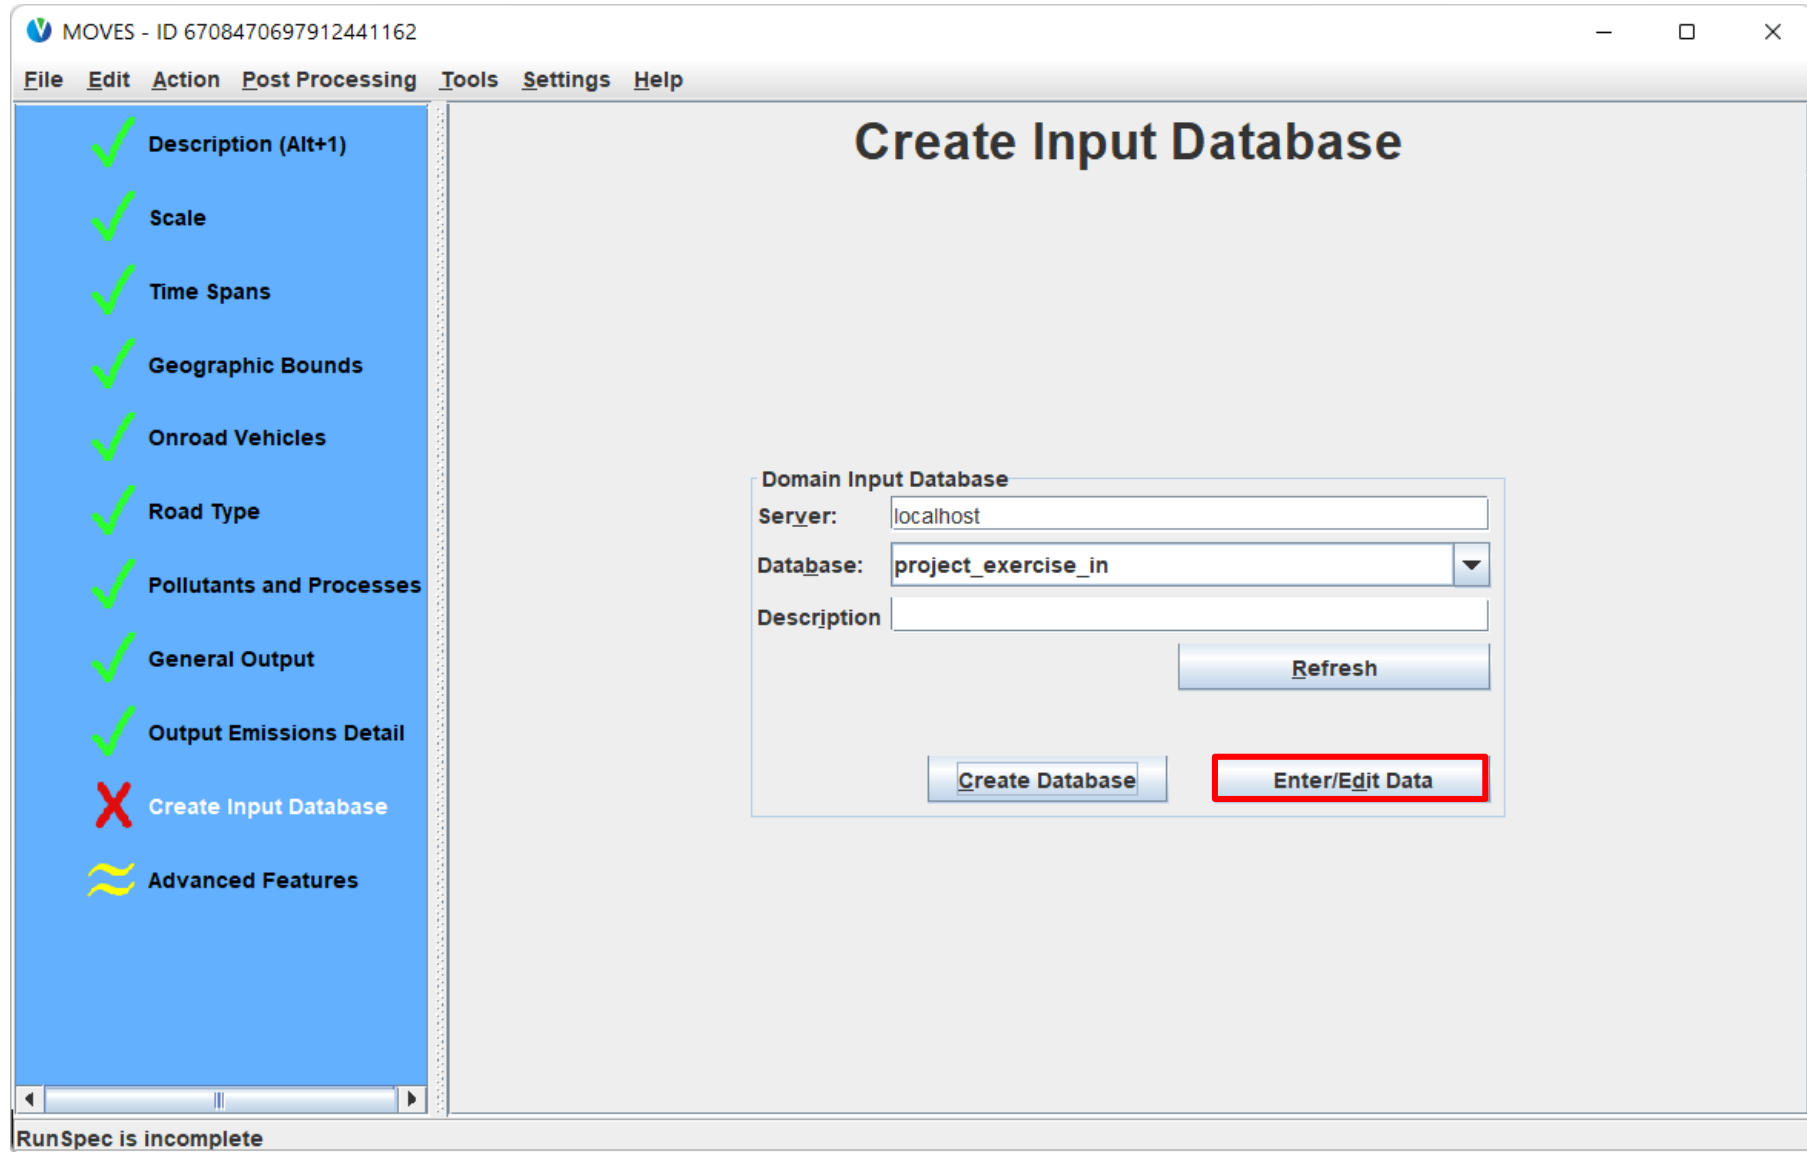 MOVES - ID 6708470697912441162
File Edit Action Post Processing Tools Settings Help
Description (Alt+1)
Scale
Time Spans
Geographic Bounds
Onroad Vehicles
Road Type
Pollutants and Processes
General Output
Output Emissions Detail
Create Input Database
Advanced Features
Create Input Database
Domain Input Database
Server: localhost
Database: project_exercise_in
Description
Refresh
Create Database Enter/Edit Data
RunSpec is incomplete